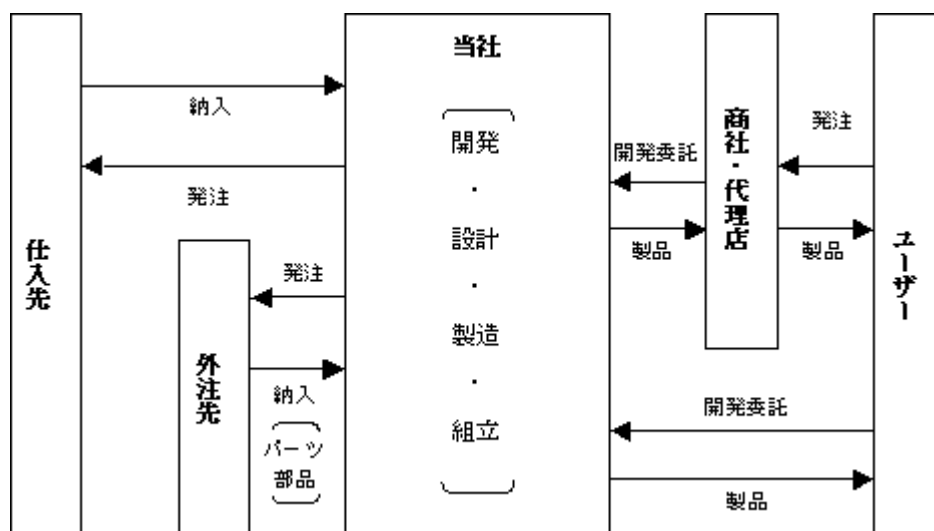 当社
納入
発注
仕入先
発注
外注先
納入
パーツ
部品
開発
・
設計
・
製造
・
組立
開発委託
製品
商社・代理店
発注
製品
ユーザー
開発委託
製品